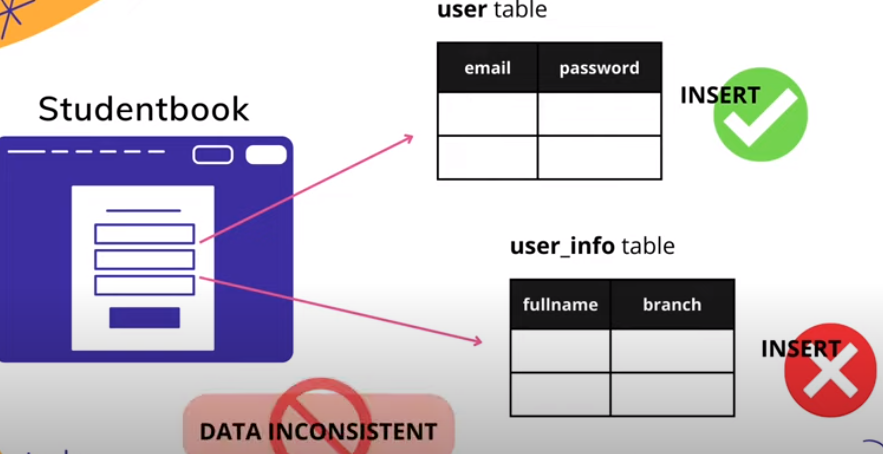 user table
email password
INSERT
Studentbook
user_info table
fullname branch
INSERT
DATA INCONSISTENT